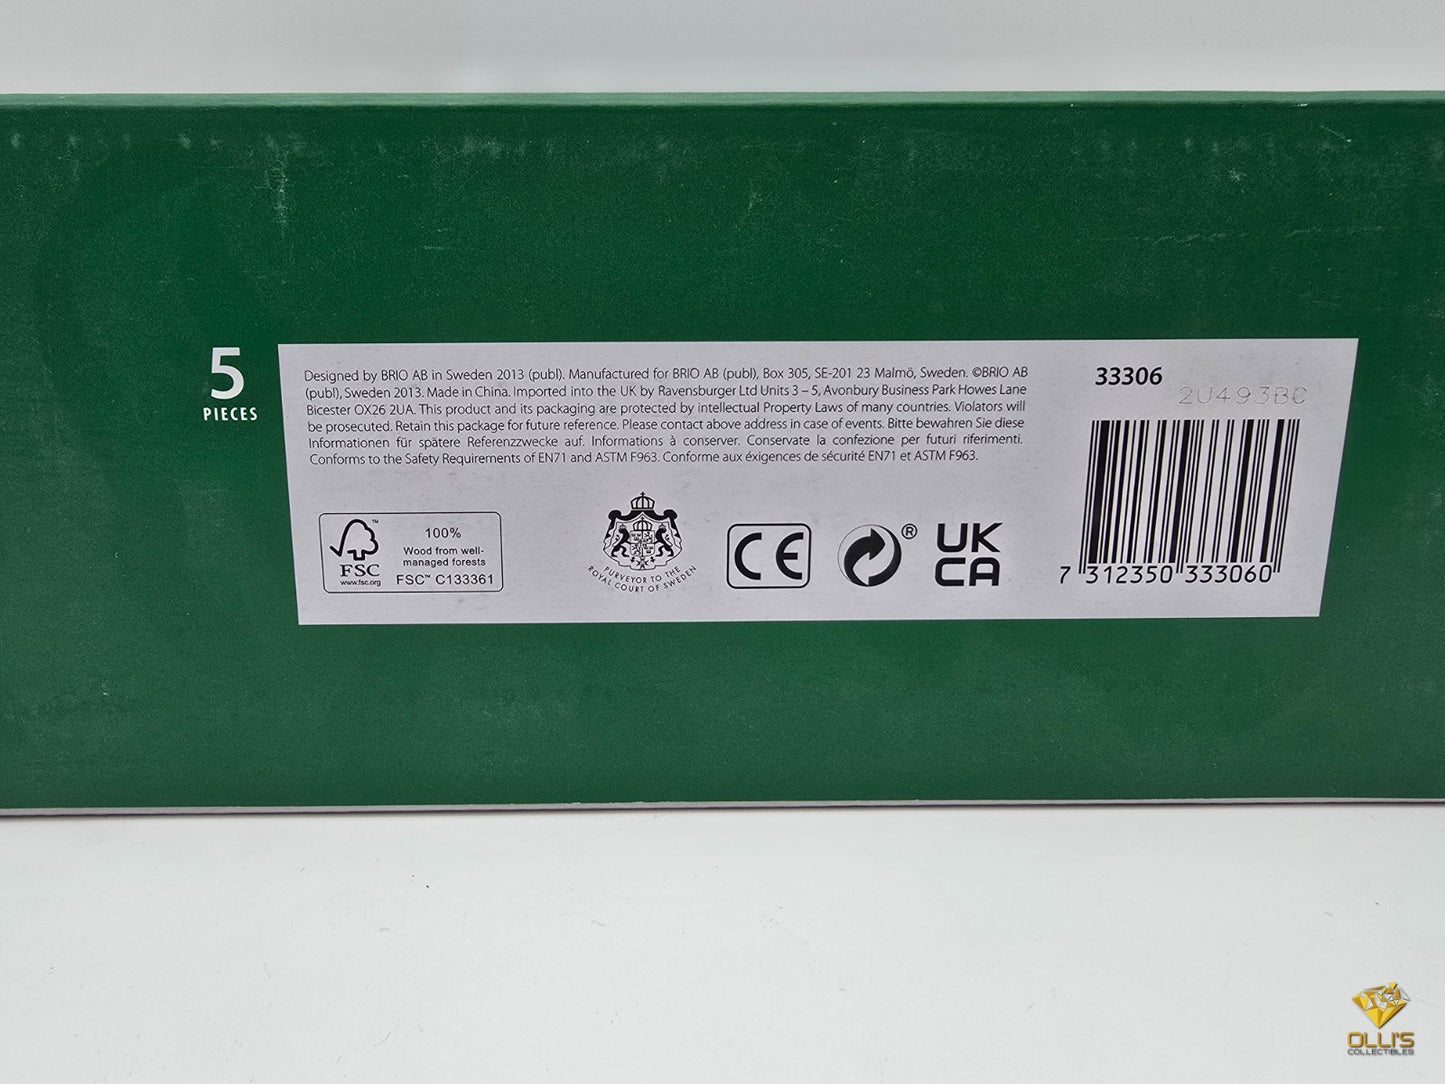 5
PIECES
Designed by BRIO AB in Sweden 2013 (publ). Manufactured for BRIO AB (publ), Box 305, SE-201 23 Malmö, Sweden. ©BRIO AB
(publ), Sweden 2013. Made in China. Imported into the UK by Ravensburger Ltd Units 3 – 5, Avonbury Business Park Howes Lane
Bicester OX26 2UA. This product and its packaging are protected by intellectual Property Laws of many countries. Violators will
be prosecuted. Retain this package for future reference. Please contact above address in case of events. Bitte bewahren Sie diese
Informationen für spätere Referenzzwecke auf. Informations à conserver. Conservate la confezione per futuri riferimenti.
Conforms to the Safety Requirements of EN71 and ASTM F963. Conforme aux éxigences de sécurité EN71 et ASTM F963.
33306
2U493BC
™
FSC
www.fsc.org
100%
Wood from well-
managed forests
FSC™ C133361
PURVEYOR TO THE
ROYAL COURT OF SWEDEN
CE
®
UK
CA
7 312350 333060
OLLI'S
COLLECTIBLES